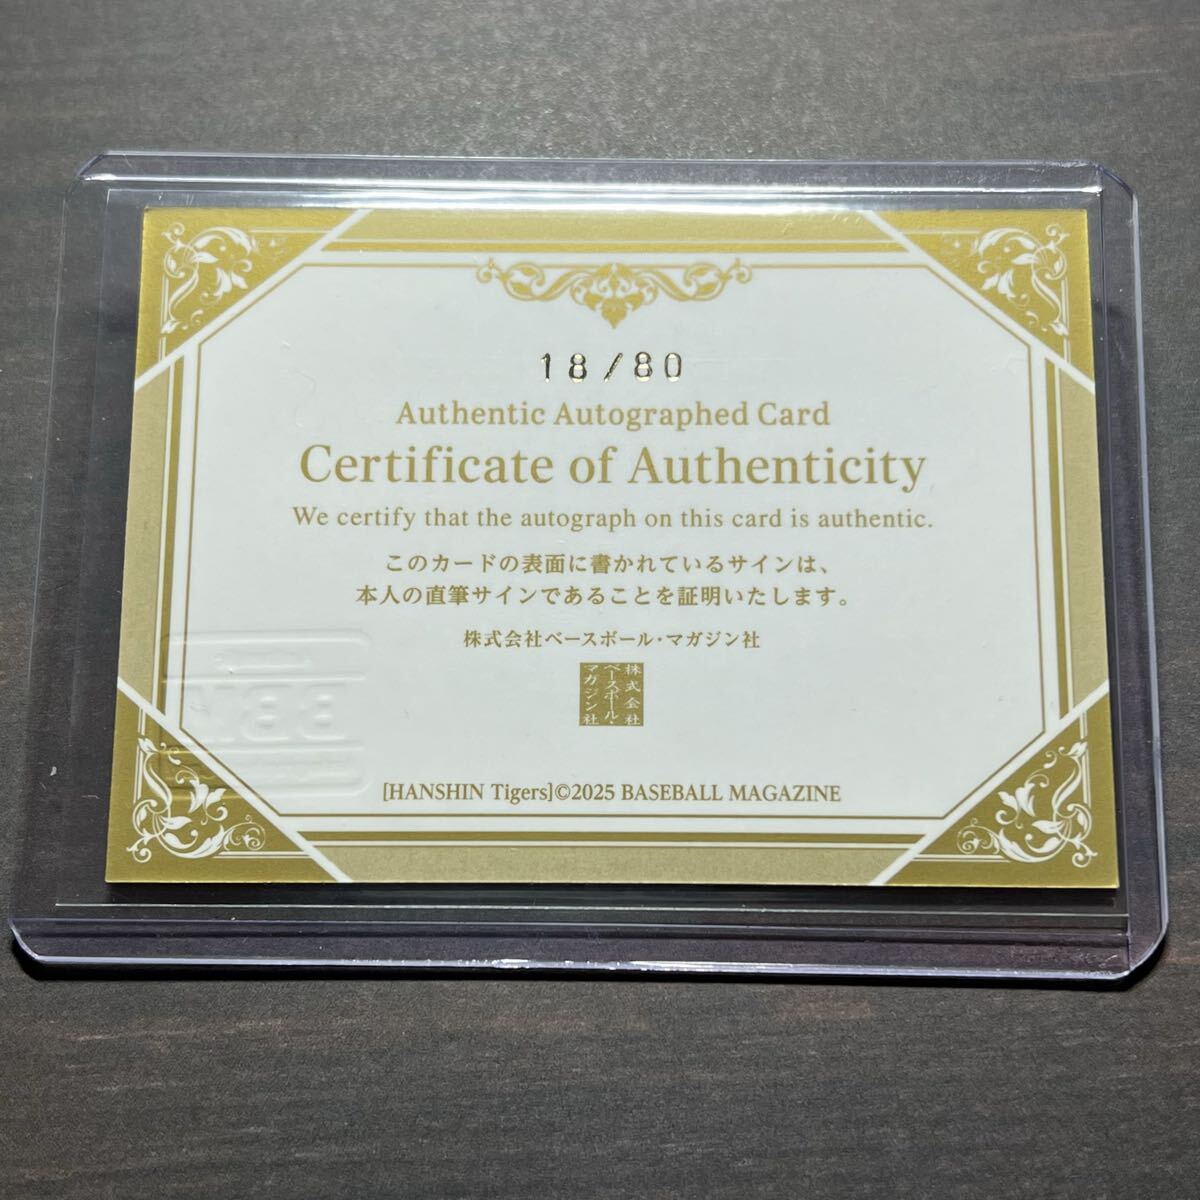 18/80
Authentic Autographed Card
Certificate of Authenticity
We certify that the autograph on this card is authentic.
このカードの表面に書かれているサインは、
本人の直筆サインであることを証明いたします。
株式会社ベースボール・マガジン社
株式会社
ベースボール・
マガジン社
[HANSHIN Tigers]©2025 BASEBALL MAGAZINE